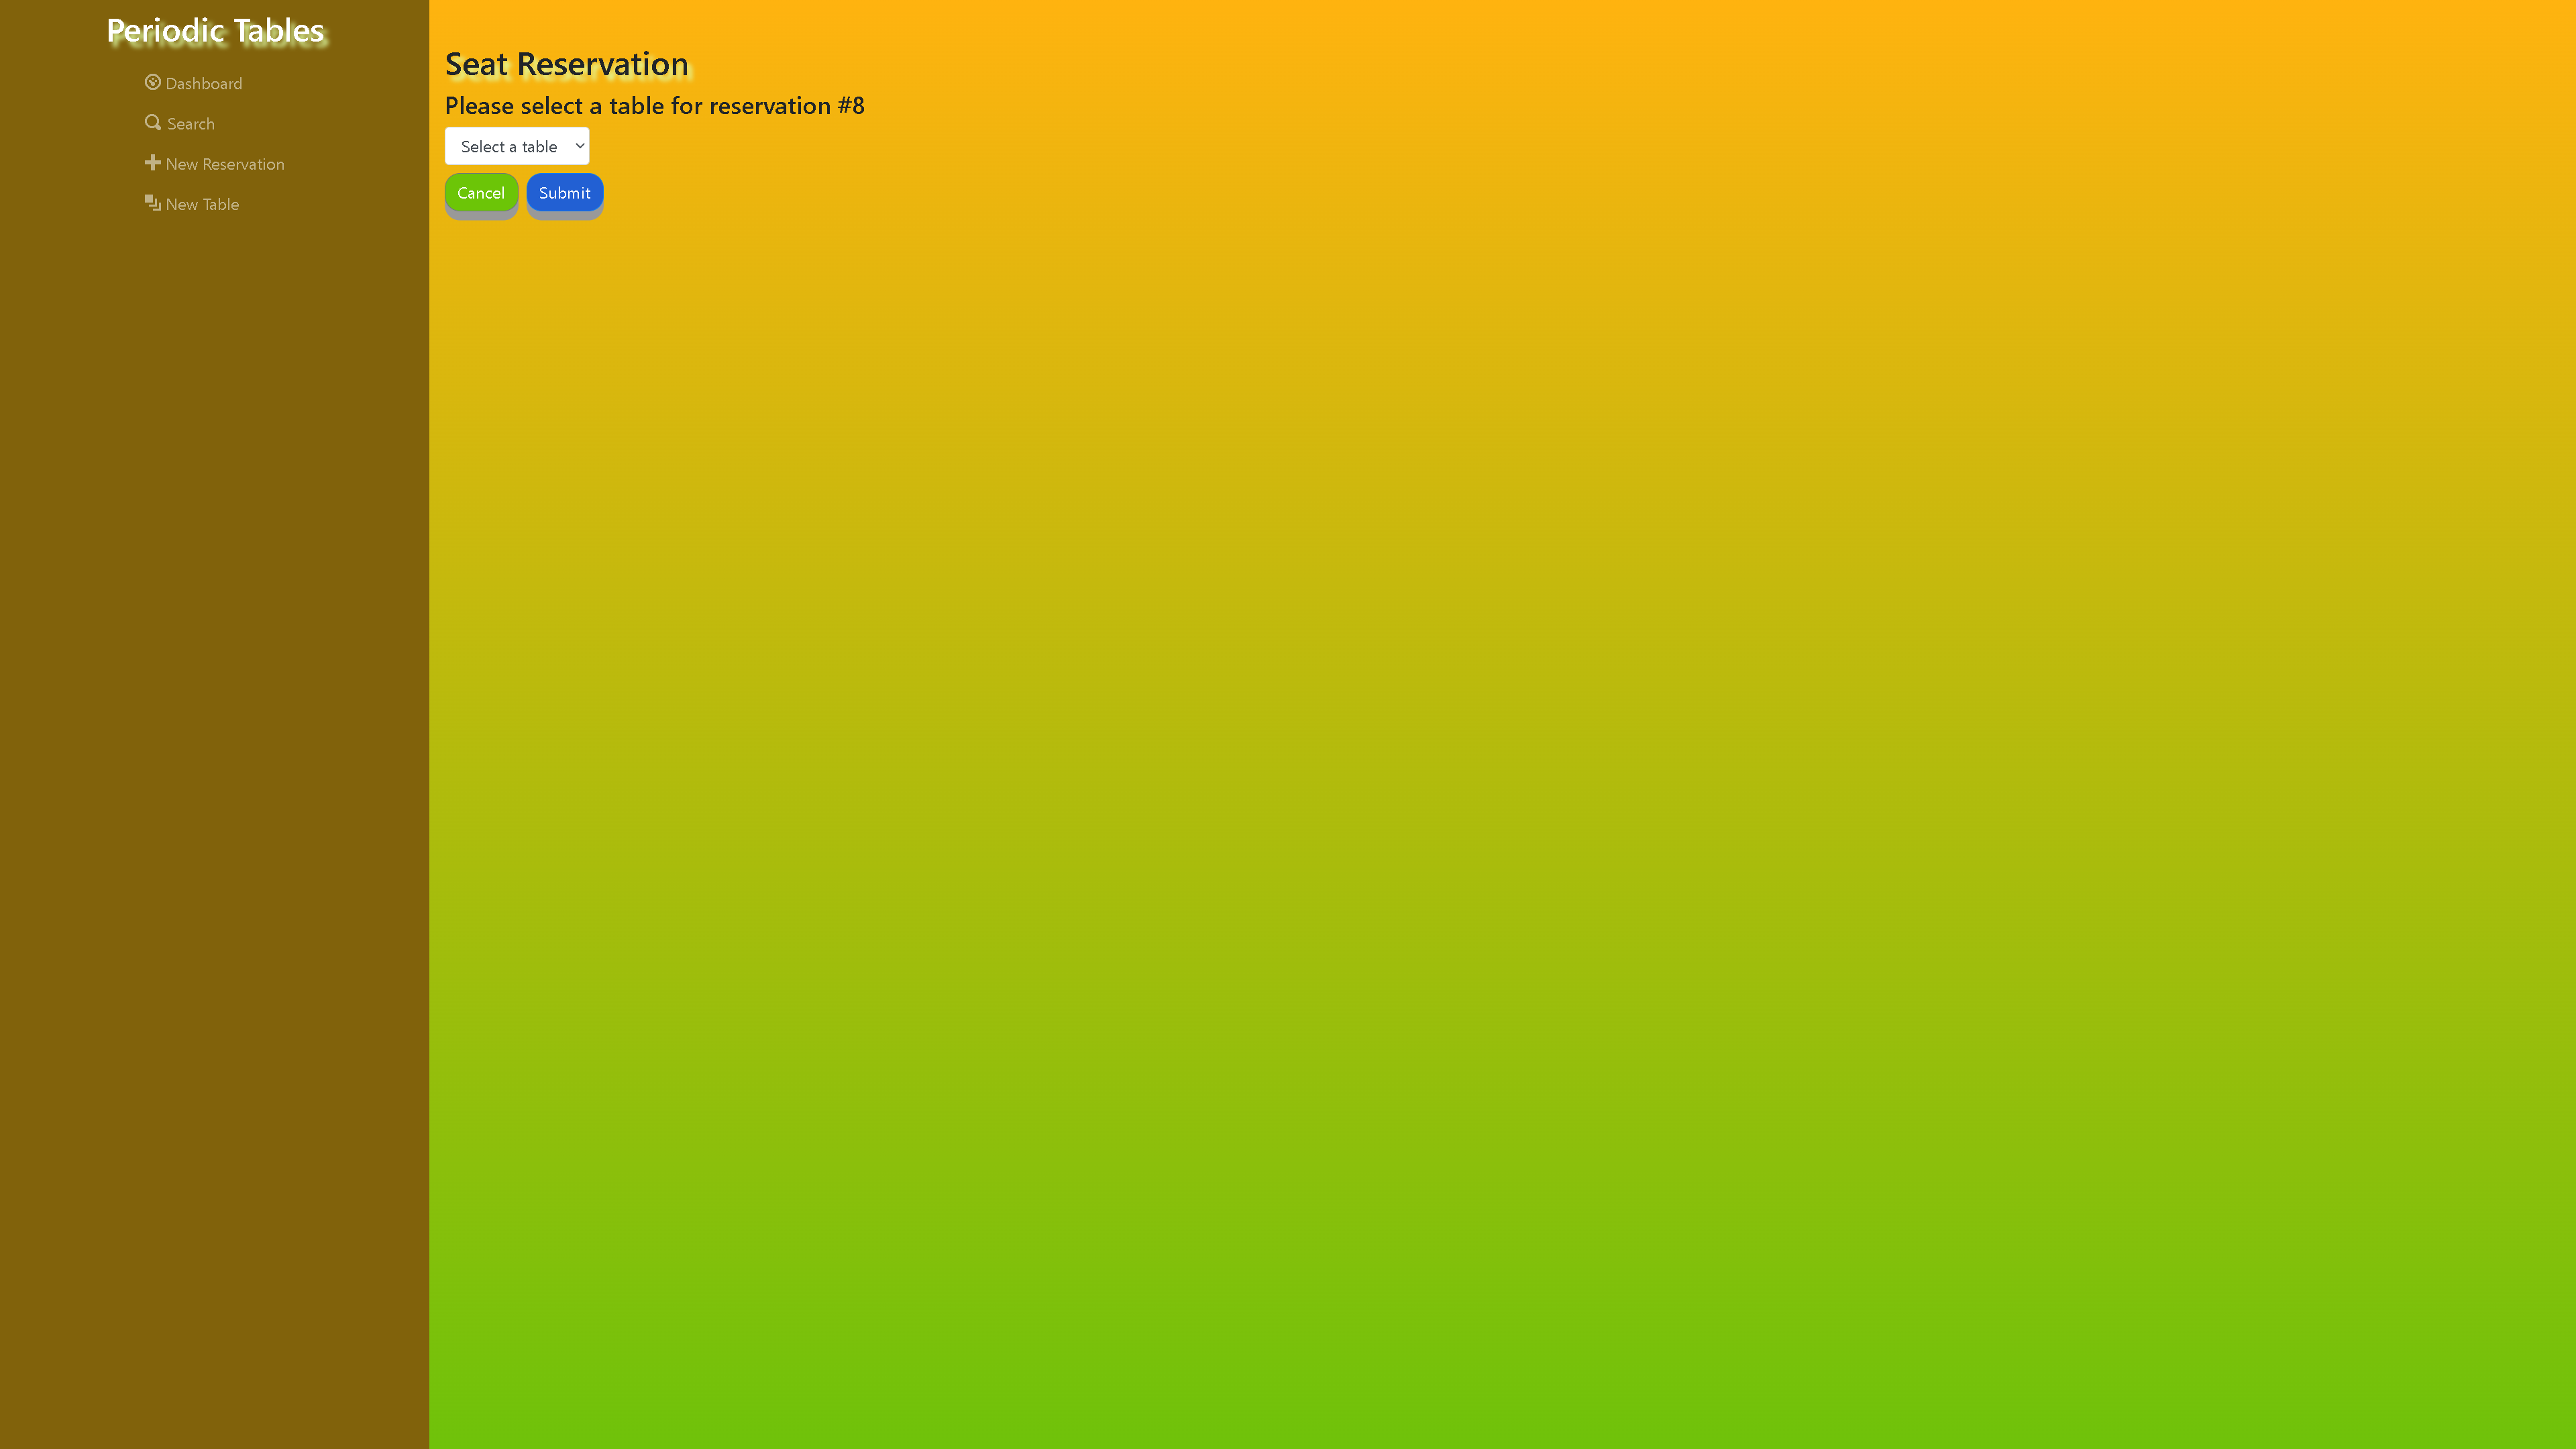 Periodic Tables
Dashboard
Search
New Reservation
New Table
Seat Reservation
Please select a table for reservation #8
Select a table
Cancel Submit